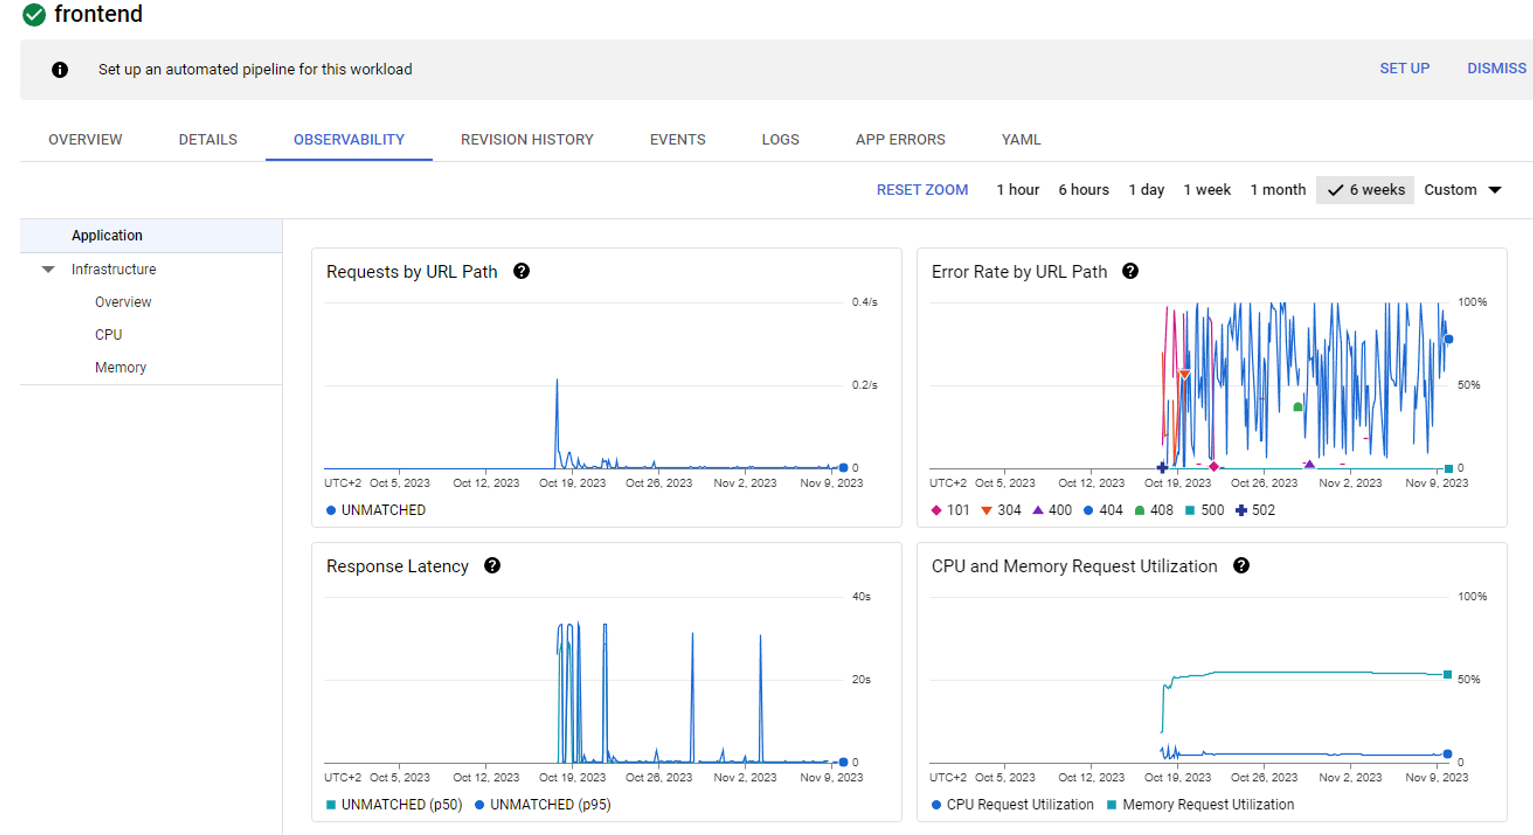 frontend
Set up an automated pipeline for this workload
SET UP
DISMISS
OVERVIEW DETAILS OBSERVABILITY REVISION HISTORY EVENTS LOGS APP ERRORS YAML
RESET ZOOM 1 hour 6 hours 1 day 1 week 1 month 6 weeks Custom
Application
Infrastructure
Overview
CPU
Memory
Requests by URL Path
0.4/s
0.2/s
0
UTC+2 Oct 5, 2023 Oct 12, 2023 Oct 19, 2023 Oct 26, 2023 Nov 2, 2023 Nov 9, 2023
UNMATCHED
Error Rate by URL Path
100%
50%
0
UTC+2 Oct 5, 2023 Oct 12, 2023 Oct 19, 2023 Oct 26, 2023 Nov 2, 2023 Nov 9, 2023
101 304 400 404 408 500 502
Response Latency
40s
20s
0
UTC+2 Oct 5, 2023 Oct 12, 2023 Oct 19, 2023 Oct 26, 2023 Nov 2, 2023 Nov 9, 2023
UNMATCHED (p50) UNMATCHED (p95)
CPU and Memory Request Utilization
100%
50%
0
UTC+2 Oct 5, 2023 Oct 12, 2023 Oct 19, 2023 Oct 26, 2023 Nov 2, 2023 Nov 9, 2023
CPU Request Utilization Memory Request Utilization